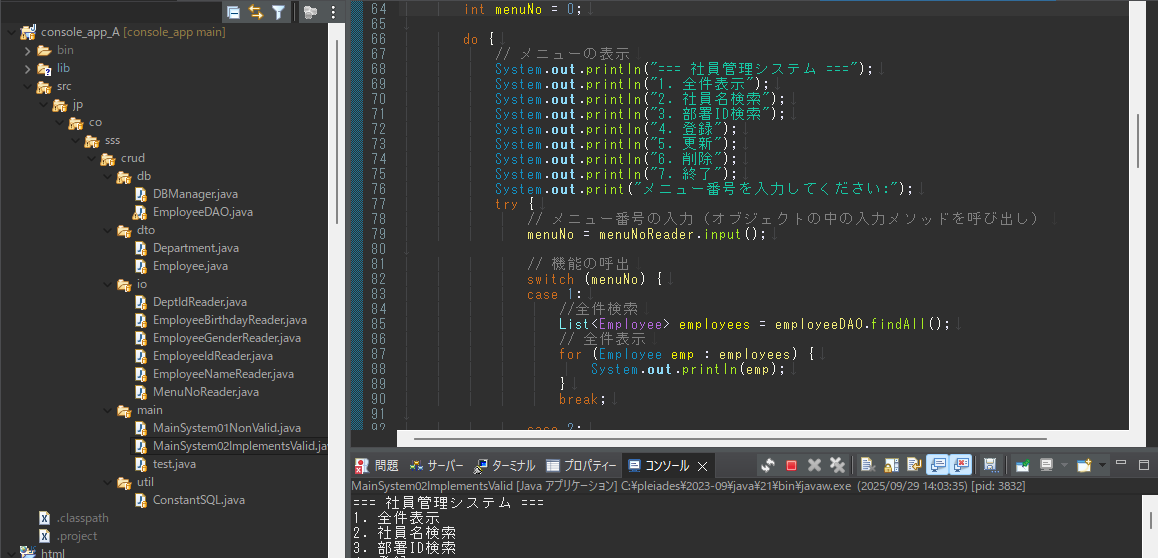 console_app_A [console_app main]
bin
lib
src
jp
co
sss
crud
db
DBManager.java
EmployeeDAO.java
dto
Department.java
Employee.java
io
DeptIdReader.java
EmployeeBirthdayReader.java
EmployeeGenderReader.java
EmployeeIdReader.java
EmployeeNameReader.java
MenuNoReader.java
main
MainSystem01NonValid.java
MainSystem02ImplementsValid.java
test.java
util
ConstantSQL.java
.classpath
.project
html
64 int menuNo = 0;
65
66 do {
67 // メニューの表示
68 System.out.println("=== 社員管理システム ===");
69 System.out.println("1. 全件表示");
70 System.out.println("2. 社員名検索");
71 System.out.println("3. 部署ID検索");
72 System.out.println("4. 登録");
73 System.out.println("5. 更新");
74 System.out.println("6. 削除");
75 System.out.println("7. 終了");
76 System.out.print("メニュー番号を入力してください:");
77 try {
78 // メニュー番号の入力（オブジェクトの中の入力メソッドを呼び出し）
79 menuNo = menuNoReader.input();
80
81 // 機能の呼出
82 switch (menuNo) {
83 case 1:
84 //全件検索
85 List<Employee> employees = employeeDAO.findAll();
86 // 全件表示
87 for (Employee emp : employees) {
88 System.out.println(emp);
89 }
90 break;
91
92 case 2:
問題 サーバー ターミナル プロパティー コンソール
MainSystem02ImplementsValid [Java アプリケーション] C:¥pleiades¥2023-09¥java¥21¥bin¥javaw.exe (2025/09/29 14:03:35) [pid: 3832]
=== 社員管理システム ===
1. 全件表示
2. 社員名検索
3. 部署ID検索